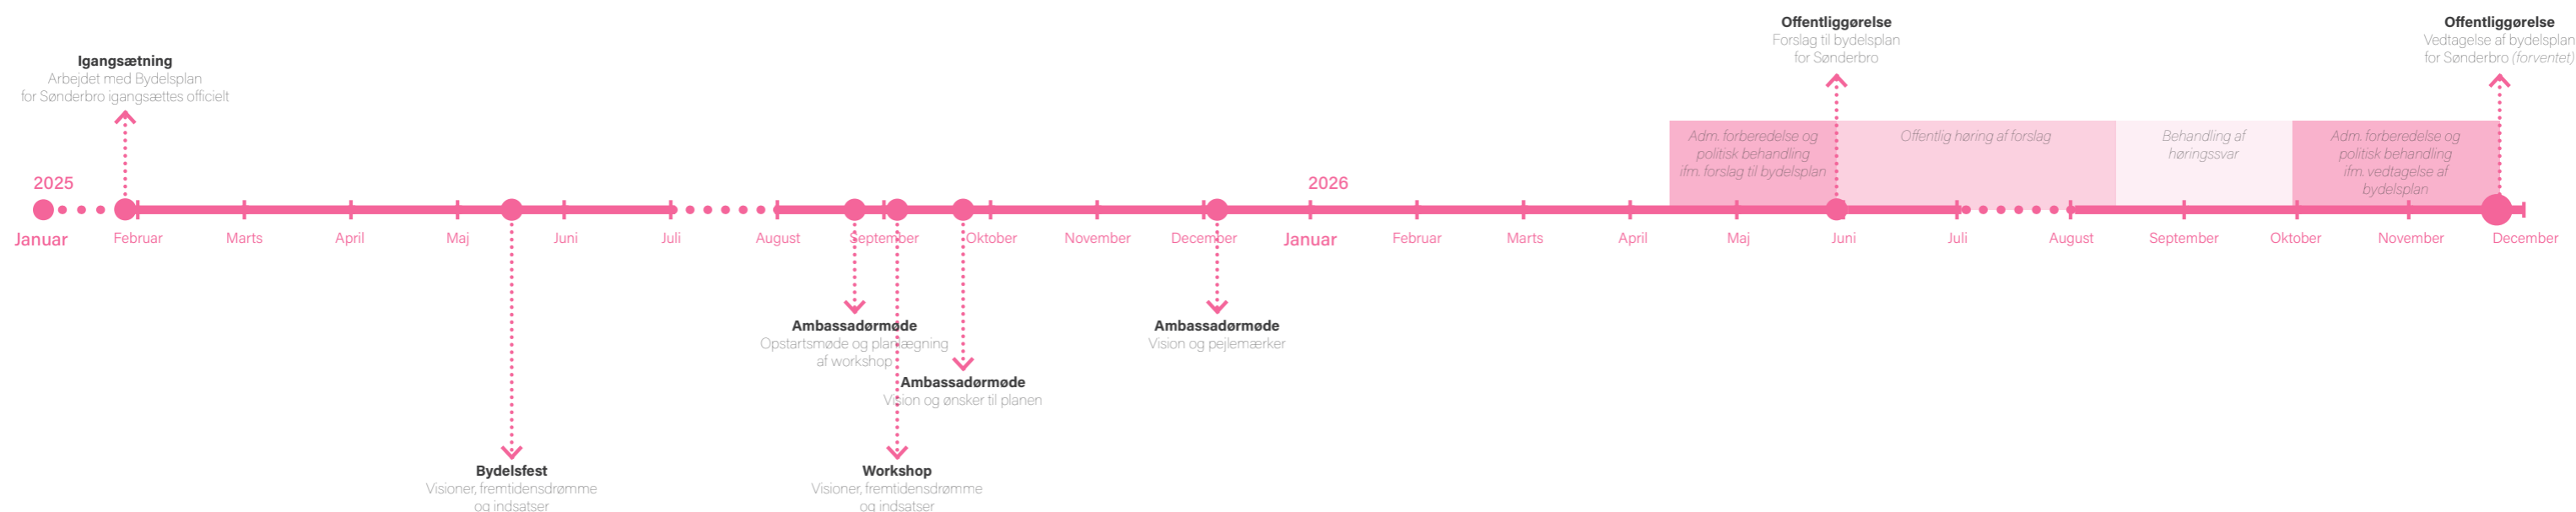 Igangsætning
Arbejdet med Bydelsplan
for Sønderbro igangsættes officielt
Offentliggørelse
Forslag til bydelsplan
for Sønderbro
Offentliggørelse
Vedtagelse af bydelsplan
for Sønderbro (forventet)
Adm. forberedelse og
politisk behandling
ifm. forslag til bydelsplan
Offentlig høring af forslag
Behandling af
høringssvar
Adm. forberedelse og
politisk behandling
ifm. vedtagelse af
bydelsplan
2025
2026
Januar
Februar
Marts
April
Maj
Juni
Juli
August
September
Oktober
November
December
Januar
Februar
Marts
April
Maj
Juni
Juli
August
September
Oktober
November
December
Ambassadørmøde
Opstartsmøde og planlægning
af workshop
Ambassadørmøde
Vision og ønsker til planen
Ambassadørmøde
Vision og pejlemærker
Bydelsfest
Visioner, fremtidensdrømme
og indsatser
Workshop
Visioner, fremtidensdrømme
og indsatser